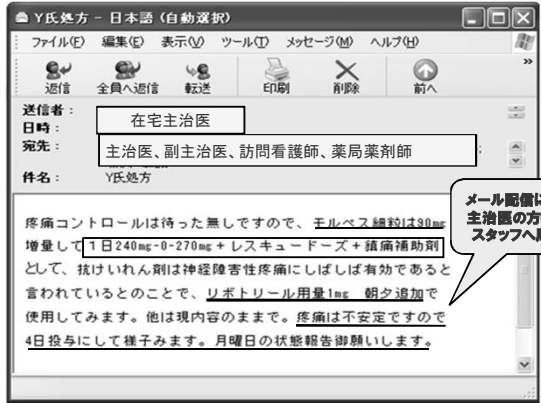 Y氏処方 - 日本語 (自動選択)
ファイル(F) 編集(E) 表示(V) ツール(T) メッセージ(M) ヘルプ(H)
返信 全員へ返信 転送 印刷 削除 前へ »
送信者: 在宅主治医
日時:
宛先: 主治医、副主治医、訪問看護師、薬局薬剤師 ;
件名: Y氏処方
メール配信に
主治医の方
スタッフへ
疼痛コントロールは待った無しですので、モルペス細粒は90mg
増量して1日240mg-0-270mg+レスキュードーズ+鎮痛補助剤
として、抗けいれん剤は神経障害性疼痛にしばしば有効であると
言われているとのことで、リボトリール用量1mg 朝夕追加で
使用してみます。他は現内容のままで。疼痛は不安定ですので
4日投与にして様子みます。月曜日の状態報告御願いします。